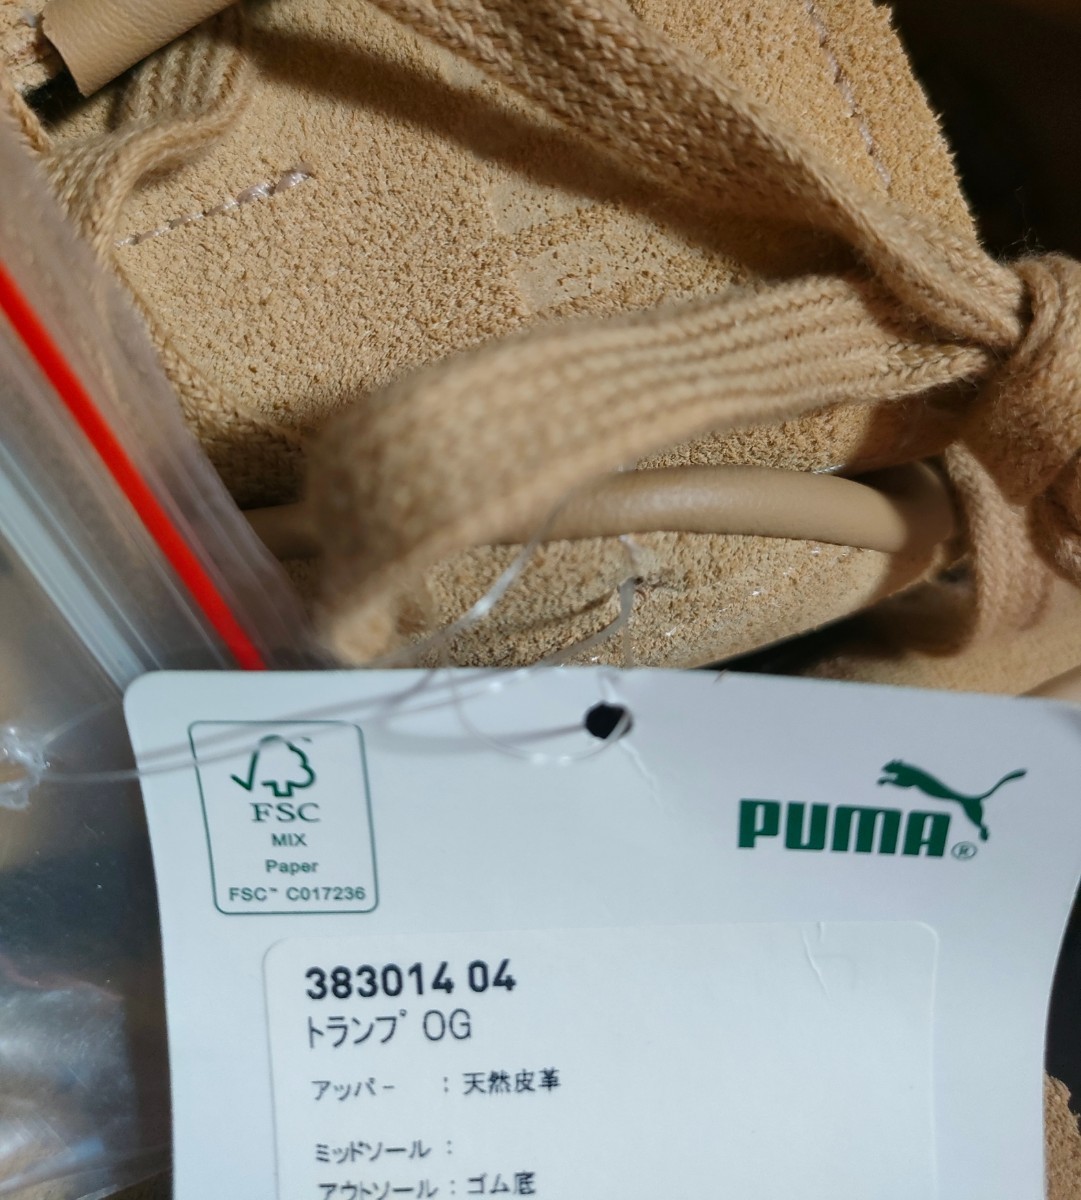 FSC
MIX
Paper
FSC™ C017236
PUMA®
383014 04
トランプ OG
アッパー : 天然皮革
ミッドソール :
アウトソール : ゴム底